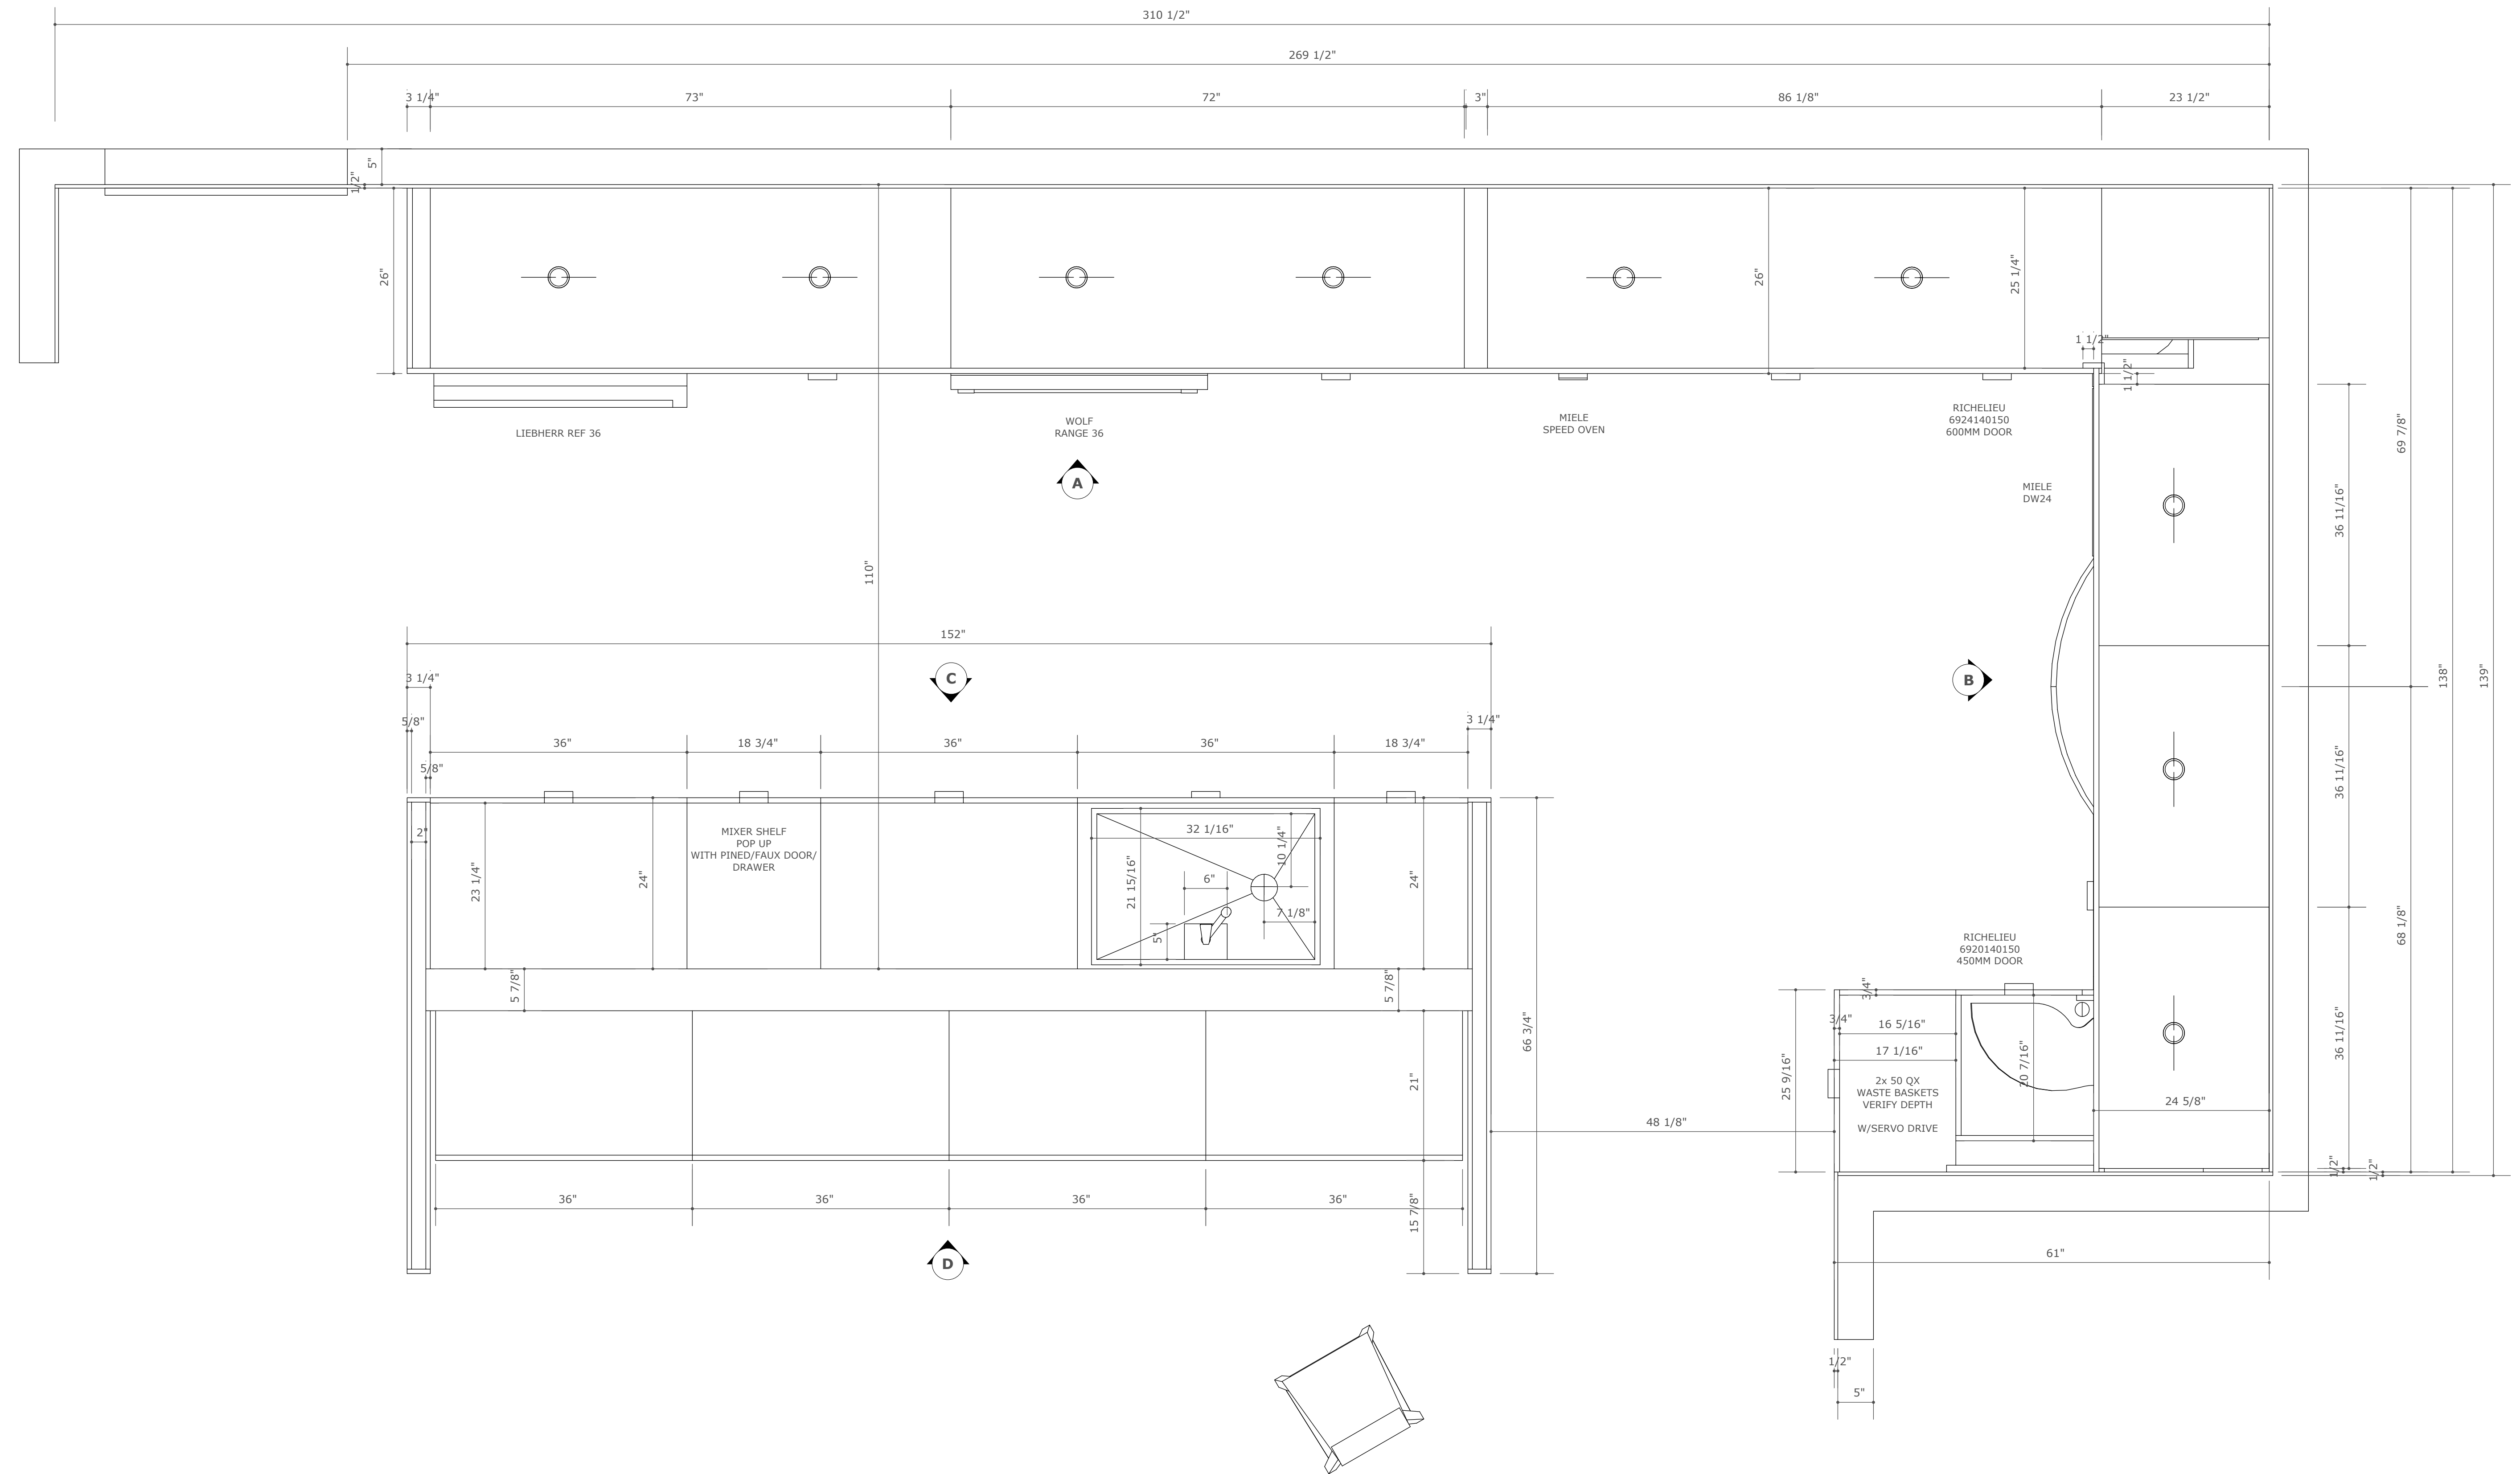 310 1/2"
269 1/2"
3 1/4"
73"
72"
3"
86 1/8"
23 1/2"
5"
1/2"
26"
26"
25 1/4"
1 1/2"
1 1/2"
LIEBHERR REF 36
WOLF
RANGE 36
MIELE
SPEED OVEN
RICHELIEU
6924140150
600MM DOOR
69 7/8"
A
MIELE
DW24
36 11/16"
110"
152"
3 1/4"
C
B
138"
139"
5/8"
3 1/4"
36"
18 3/4"
36"
36"
18 3/4"
5/8"
36 11/16"
2"
MIXER SHELF
POP UP
WITH PINED/FAUX DOOR/
DRAWER
32 1/16"
10 1/4"
23 1/4"
24"
21 15/16"
6"
24"
7 1/8"
5"
RICHELIEU
6920140150
450MM DOOR
68 1/8"
5 7/8"
5 7/8"
3/4"
3/4"
16 5/16"
66 3/4"
17 1/16"
20 7/16"
36 11/16"
25 9/16"
21"
2x 50 QX
WASTE BASKETS
VERIFY DEPTH
W/SERVO DRIVE
24 5/8"
48 1/8"
1/2"
1/2"
36"
36"
36"
36"
15 7/8"
D
61"
1/2"
5"